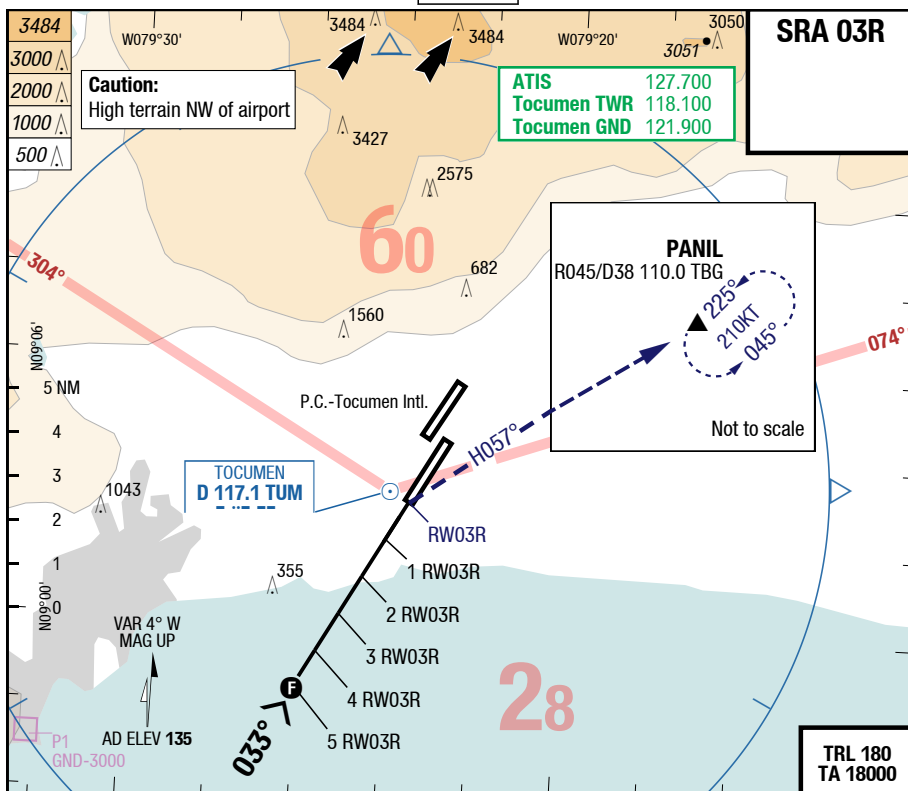 3484
3000
2000
1000
500
W079°30'
3484
3484
W079°20'
3050
3051
SRA 03R
Caution:
High terrain NW of airport
ATIS 127.700
Tocumen TWR 118.100
Tocumen GND 121.900
3427
2575
60
682
1560
304°
PANIL
R045/D38 110.0 TBG
225°
210KT
045°
074°
Not to scale
N09°06'
5 NM
4
3
2
1
0
N09°00'
P.C.-Tocumen Intl.
H057°
TOCUMEN
D 117.1 TUM
1043
RW03R
1 RW03R
2 RW03R
3 RW03R
4 RW03R
5 RW03R
355
VAR 4° W
MAG UP
28
F
033°
AD ELEV 135
P1
GND-3000
TRL 180
TA 18000